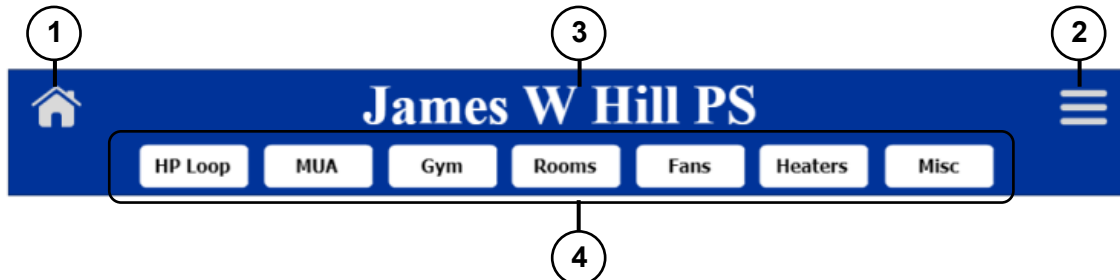 1 3 2
James W Hill PS
HP Loop MUA Gym Rooms Fans Heaters Misc
4